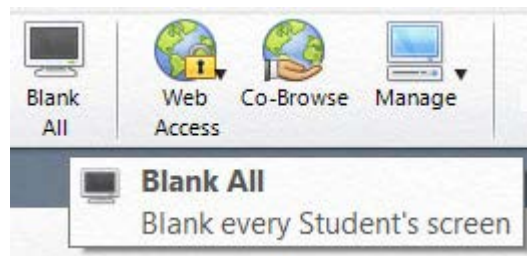 Blank All
Web Access
Co-Browse
Manage
Blank All
Blank every Student's screen